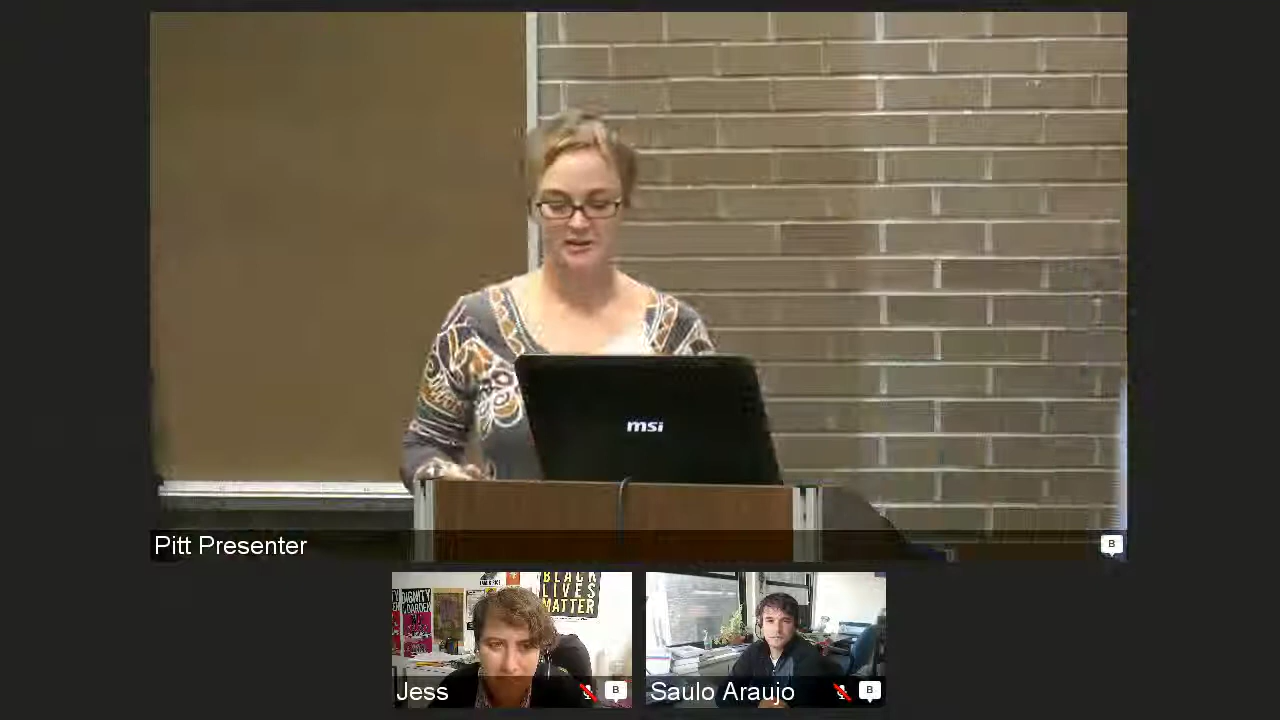 msi
Pitt Presenter
B
BLACK
LIVES
MATTER
DIGNITY
Jess
B
Saulo Araujo
B